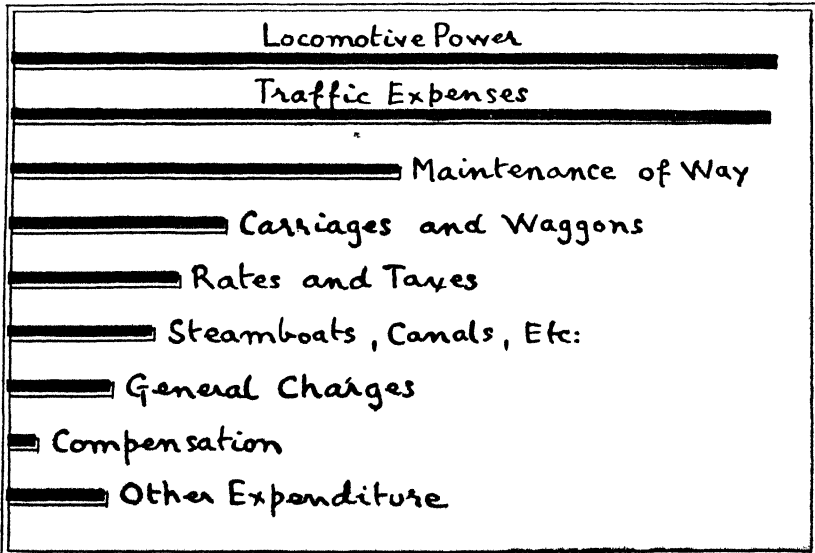 Locomotive Power
Traffic Expenses
Maintenance of Way
Carriages and Waggons
Rates and Taxes
Steamboats, Canals, Etc:
General Charges
Compensation
Other Expenditure